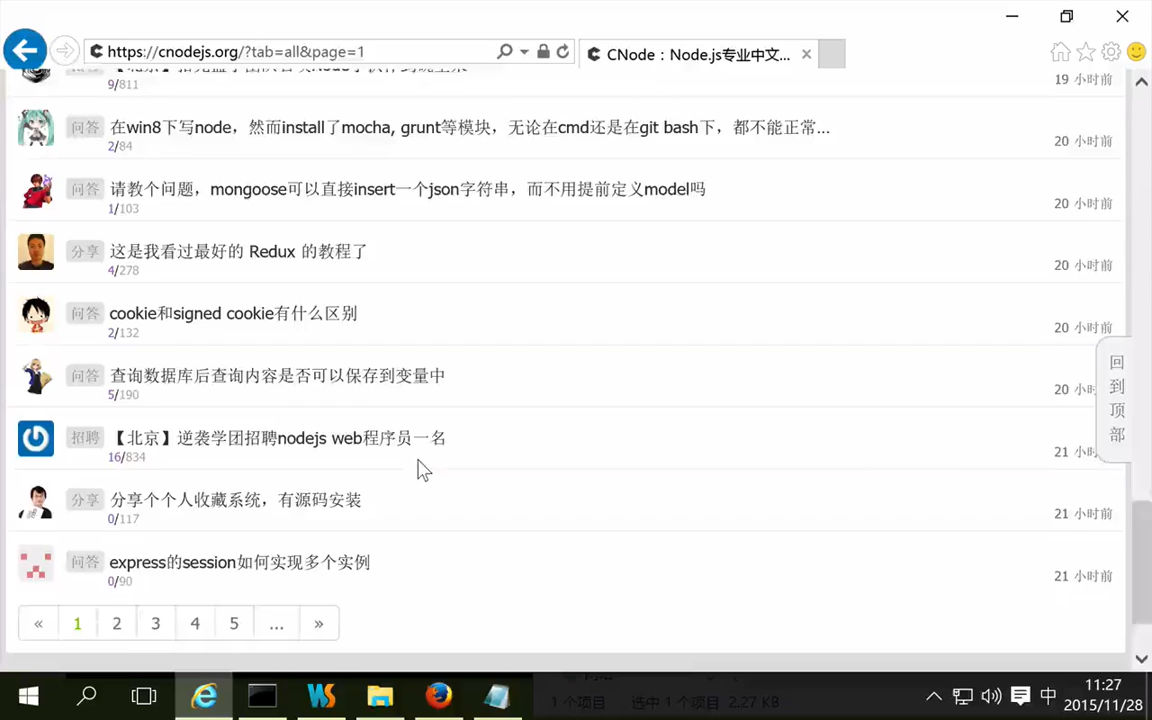 https://cnodejs.org/?tab=all&page=1
CNode：Node.js专业中文...
9/811
19 小时前
问答 在win8下写node，然而install了mocha, grunt等模块，无论在cmd还是在git bash下，都不能正常...
2/84
20 小时前
问答 请教个问题，mongoose可以直接insert一个json字符串，而不用提前定义model吗
1/103
20 小时前
分享 这是我看过最好的 Redux 的教程了
4/278
20 小时前
问答 cookie和signed cookie有什么区别
2/132
20 小时前
问答 查询数据库后查询内容是否可以保存到变量中
5/190
20 小时
招聘 【北京】逆袭学团招聘nodejs web程序员一名
16/834
21 小时
分享 分享个个人收藏系统，有源码安装
0/117
21 小时前
问答 express的session如何实现多个实例
0/90
21 小时前
回到顶部
« 1 2 3 4 5 ... »
1 个项目 选中 1 个项目 2.27 KB
中
11:27
2015/11/28